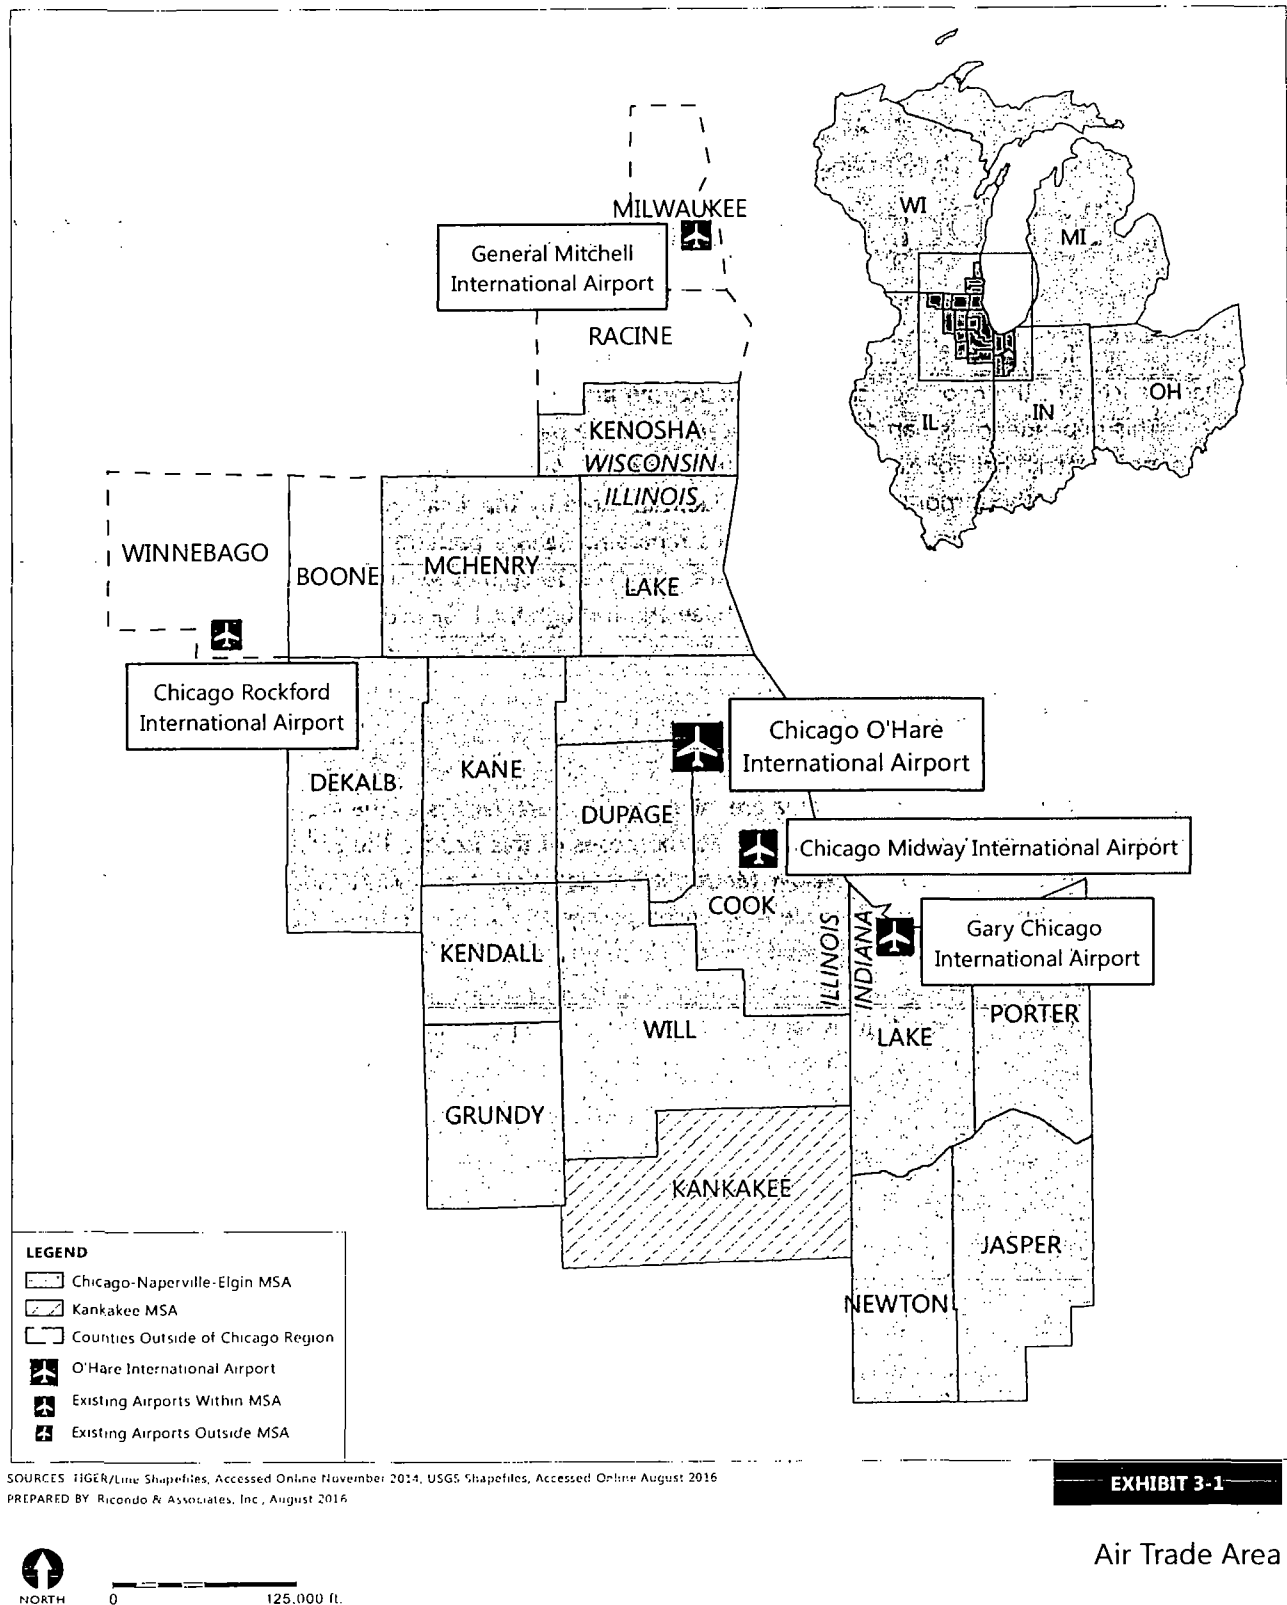 MILWAUKEE
General Mitchell
International Airport
RACINE
KENOSHA
WISCONSIN
ILLINOIS
WINNEBAGO
BOONE
MCHENRY
LAKE
Chicago Rockford
International Airport
Chicago O'Hare
International Airport
DEKALB
KANE
DUPAGE
Chicago Midway International Airport
COOK
ILLINOIS
INDIANA
Gary Chicago
International Airport
KENDALL
WILL
LAKE
PORTER
GRUNDY
KANKAKEE
JASPER
NEWTON
WI
MI
IL
IN
OH
LEGEND
Chicago-Naperville-Elgin MSA
Kankakee MSA
Counties Outside of Chicago Region
O'Hare International Airport
Existing Airports Within MSA
Existing Airports Outside MSA
SOURCES TIGER/Line Shapefiles, Accessed Online November 2014, USGS Shapefiles, Accessed Online August 2016
PREPARED BY Ricondo & Associates, Inc, August 2016
EXHIBIT 3-1
Air Trade Area
NORTH
0 125,000 ft.